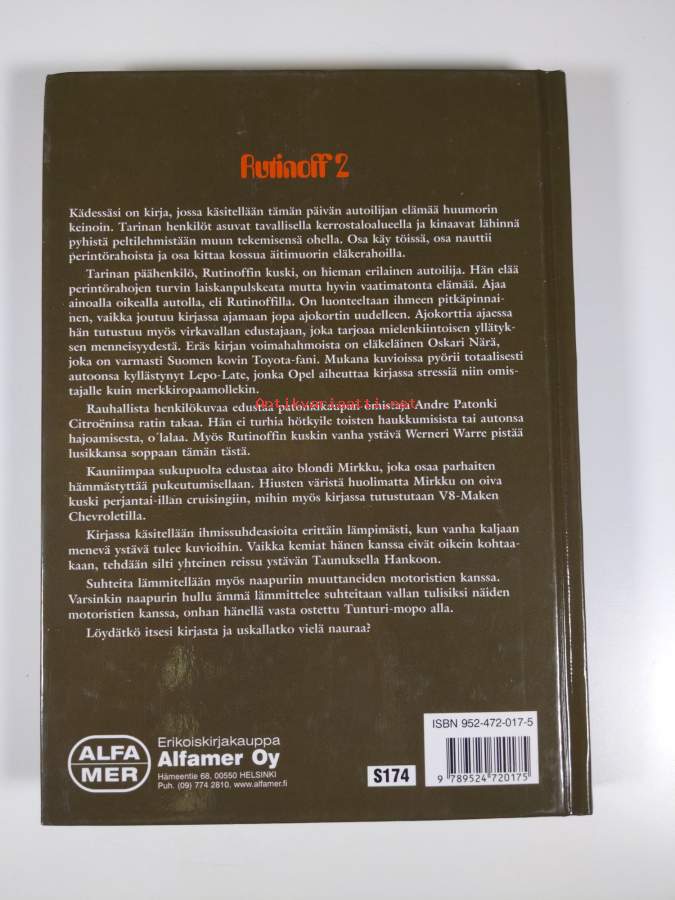 Rutinoff 2
Kädessäsi on kirja, jossa käsitellään tämän päivän autoilijan elämää huumorin
keinoin. Tarinan henkilöt asuvat tavallisella kerrostaloalueella ja kinaavat lähinnä
pyhistä peltilehmistään muun tekemisensä ohella. Osa käy töissä, osa nauttii
perintörahoista ja osa kittaa kossua äitimuorin eläkerahoilla.
Tarinan päähenkilö, Rutinoffin kuski, on hieman erilainen autoilija. Hän elää
perintörahojen turvin laiskanpulskeata mutta hyvin vaatimatonta elämää. Ajaa
ainoalla oikealla autolla, eli Rutinoffilla. On luonteeltaan ihmeen pitkäpinnai-
nen, vaikka joutuu kirjassa ajamaan jopa ajokortin uudelleen. Ajokorttia ajaessa
hän tutustuu myös virkavallan edustajaan, joka tarjoaa mielenkiintoisen yllätyk-
sen menneisyydestä. Eräs kirjan voimahahmoista on eläkeläinen Oskari Närä,
joka on varmasti Suomen kovin Toyota-fani. Mukana kuvioissa pyörii totaalisesti
autoonsa kyllästynyt Lepo-Late, jonka Opel aiheuttaa kirjassa stressiä niin omis-
tajalle kuin merkkiropaamollekin.
Antikvariaatti.net
Rauhallista henkilökuvaa edustaa patonkikaupan omistaja Andre Patonki
Citroëninsa ratin takaa. Hän ei turhia hötkyile toisten haukkumisista tai autonsa
hajoamisesta, o´lalaa. Myös Rutinoffin kuskin vanha ystävä Werneri Warre pistää
lusikkansa soppaan tämän tästä.
Kauniimpaa sukupuolta edustaa aito blondi Mirkku, joka osaa parhaiten
hämmästyttää pukeutumisellaan. Hiusten väristä huolimatta Mirkku on oiva
kuski perjantai-illan cruisingiin, mihin myös kirjassa tutustutaan V8-Maken
Chevroletilla.
Kirjassa käsitellään ihmissuhdeasioita erittäin lämpimästi, kun vanha kaljaan
menevä ystävä tulee kuvioihin. Vaikka kemiat hänen kanssa eivät oikein kohtaa-
kaan, tehdään silti yhteinen reissu ystävän Taunuksella Hankoon.
Suhteita lämmitellään myös naapuriin muuttaneiden motoristien kanssa.
Varsinkin naapurin hullu ämmä lämmittelee suhteitaan vallan tulisiksi näiden
motoristien kanssa, onhan hänellä vasta ostettu Tunturi-mopo alla.
Löydätkö itsesi kirjasta ja uskallatko vielä nauraa?
ALFA
MER
Erikoiskirjakauppa
Alfamer Oy
Hämeentie 68, 00550 HELSINKI
Puh. (09) 774 2610, www.alfamer.fi
S174
ISBN 952-472-017-5
9 789524 720175